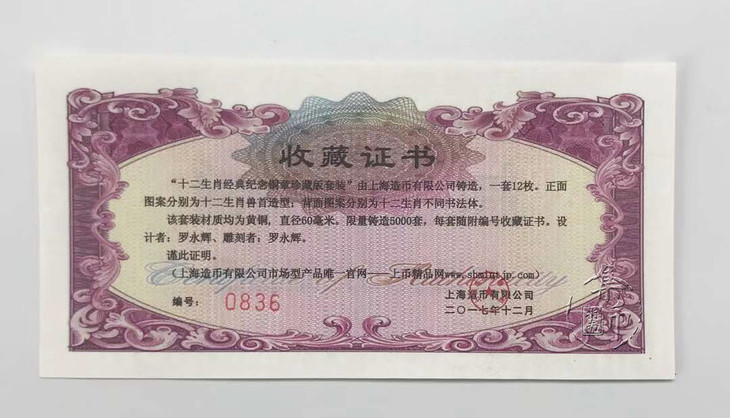 收藏证书
“十二生肖经典纪念铜章珍藏版套装”由上海造币有限公司铸造，一套12枚。正面
图案分别为十二生肖兽首造型；背面图案分别为十二生肖不同书法体。
该套装材质均为黄铜，直径60毫米。限量铸造6000套，每套随附编号收藏证书。设
计者：罗永辉、雕刻者：罗永辉。
谨此证明。
（上海造币有限公司市场型产品唯一官网——上币精品网www.shmintjp.com）
编号：0836
上海造币有限公司
二〇一七年十二月